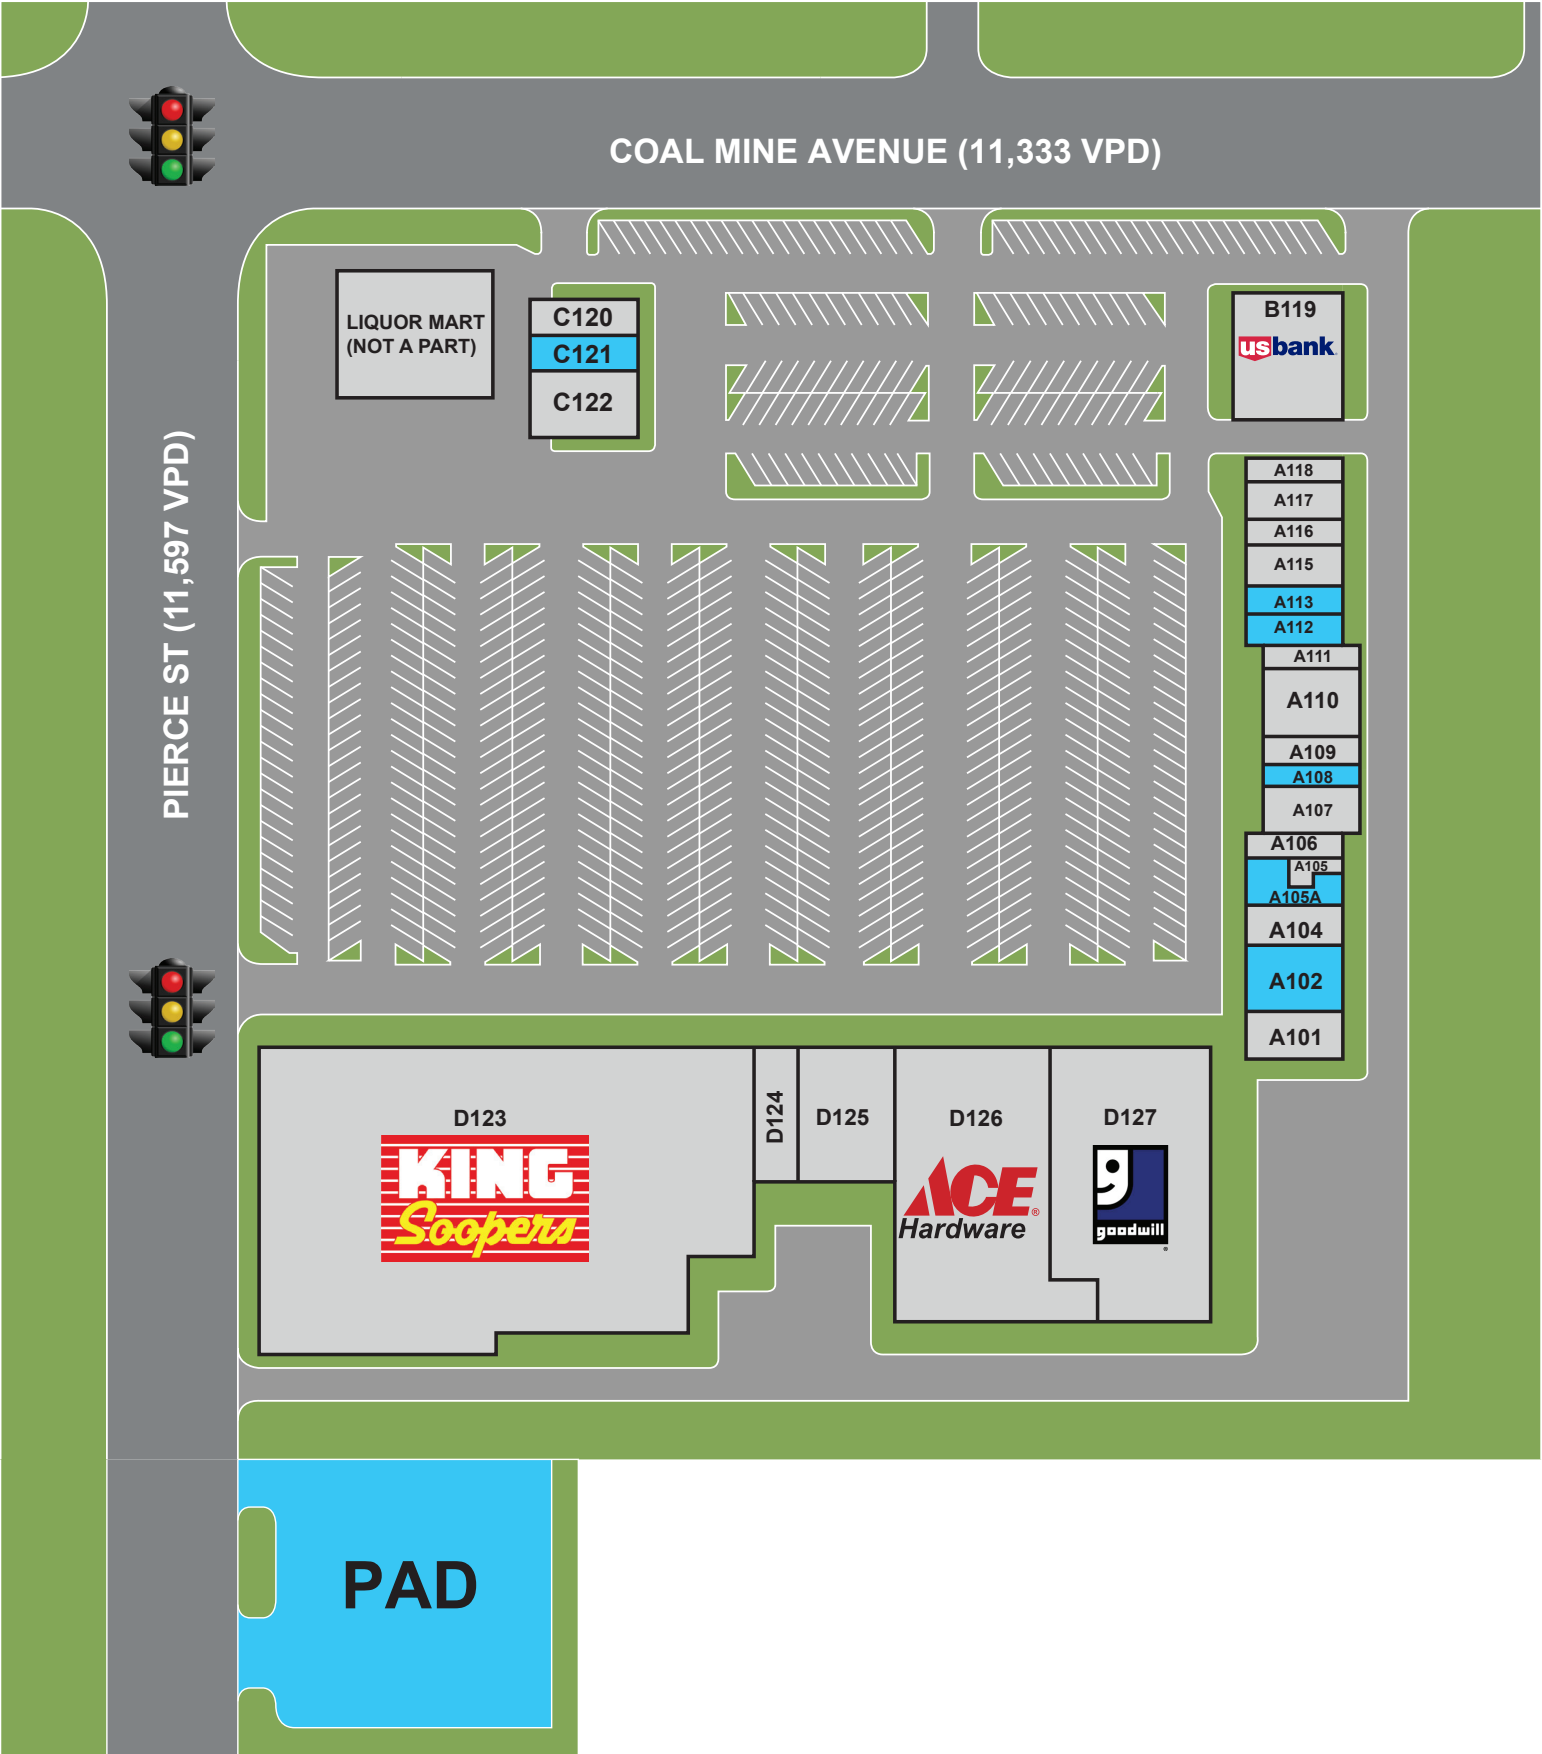 COAL MINE AVENUE (11,333 VPD)
PIERCE ST (11,597 VPD)
LIQUOR MART
(NOT A PART)
C120
C121
C122
B119
usbank
A118
A117
A116
A115
A113
A112
A111
A110
A109
A108
A107
A106
A105
A105A
A104
A102
A101
D123
KING
Soopers
D124
D125
D126
ACE®
Hardware
D127
goodwill®
PAD